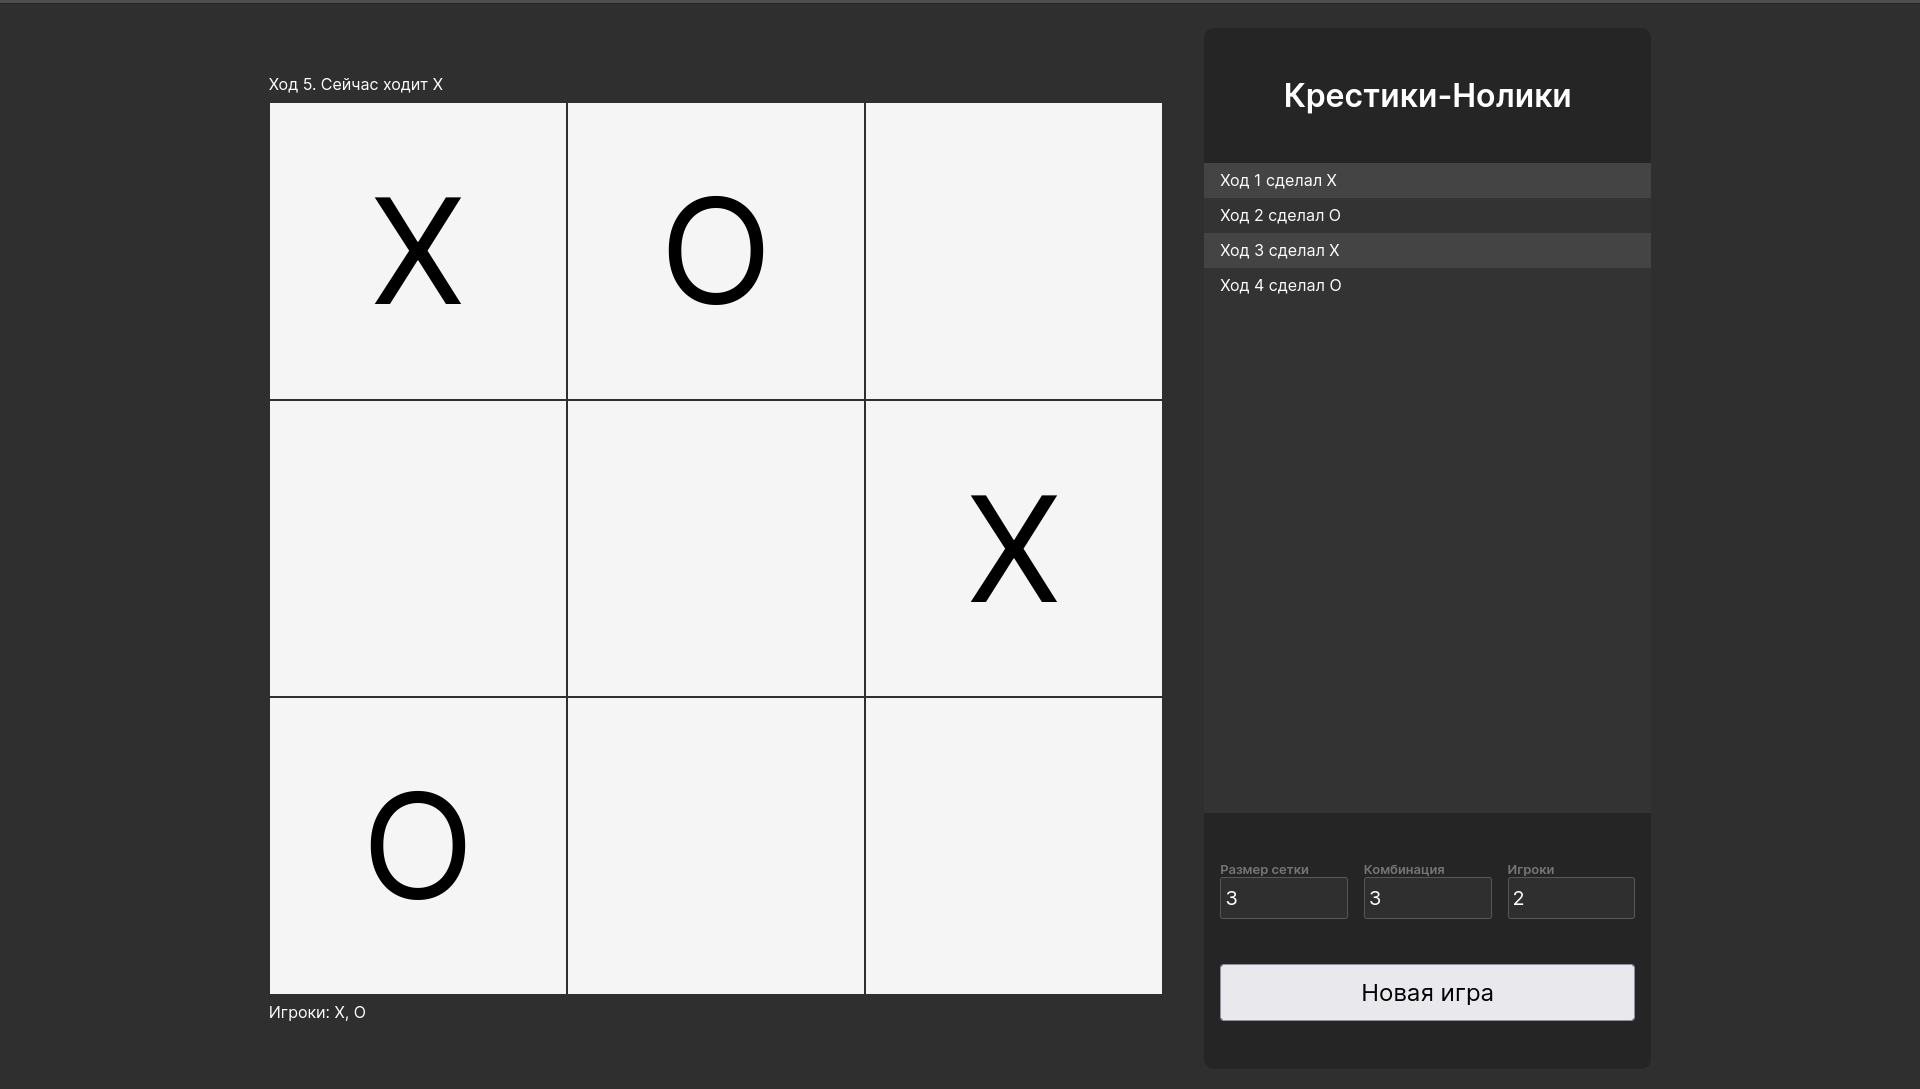 Ход 5. Сейчас ходит X
X O
X
O
Игроки: X, O
Крестики-Нолики
Ход 1 сделал X
Ход 2 сделал O
Ход 3 сделал X
Ход 4 сделал O
Размер сетки Комбинация Игроки
3 3 2
Новая игра